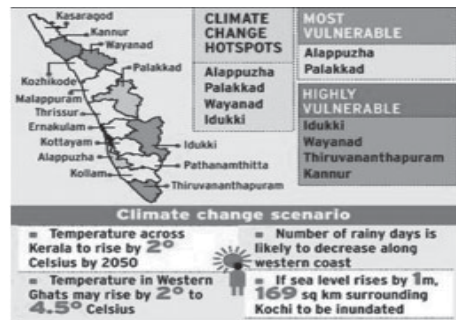 Kasaragod
Kannur
Wayanad
Palakkad
Kozhikode
Malappuram
Thrissur
Ernakulam
Kottayam
Alappuzha
Kollam
Idukki
Pathanamthitta
Thiruvananthapuram
CLIMATE
CHANGE
HOTSPOTS
Alappuzha
Palakkad
Wayanad
Idukki
MOST
VULNERABLE
Alappuzha
Palakkad
HIGHLY
VULNERABLE
Idukki
Wayanad
Thiruvananthapuram
Kannur
Climate change scenario
Temperature across
Kerala to rise by 2°
Celsius by 2050
Number of rainy days is
likely to decrease along
western coast
Temperature in Western
Ghats may rise by 2° to
4.5° Celsius
If sea level rises by 1m,
169 sq km surrounding
Kochi to be inundated